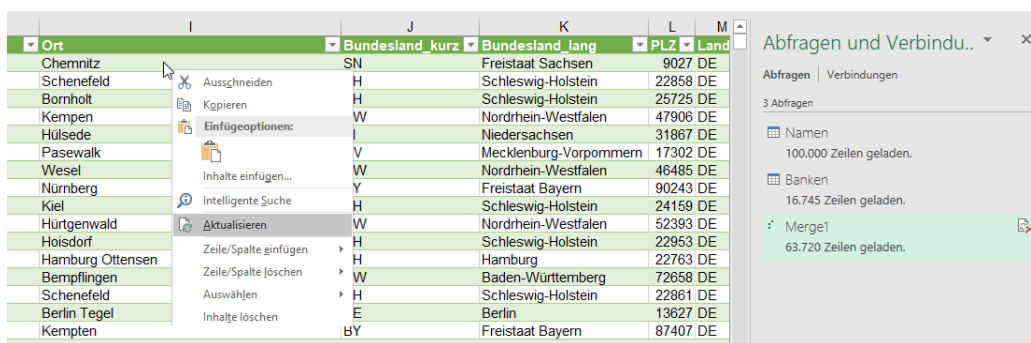 I J K L M
Ort Bundesland_kurz Bundesland_lang PLZ Land
Chemnitz SN Freistaat Sachsen 9027 DE
Schenefeld H Schleswig-Holstein 22858 DE
Bornholt H Schleswig-Holstein 25725 DE
Kempen W Nordrhein-Westfalen 47906 DE
Hülsede I Niedersachsen 31867 DE
Pasewalk V Mecklenburg-Vorpommern 17302 DE
Wesel W Nordrhein-Westfalen 46485 DE
Nürnberg Y Freistaat Bayern 90243 DE
Kiel H Schleswig-Holstein 24159 DE
Hürtgenwald W Nordrhein-Westfalen 52393 DE
Hoisdorf H Schleswig-Holstein 22953 DE
Hamburg Ottensen H Hamburg 22763 DE
Bempflingen W Baden-Württemberg 72658 DE
Schenefeld H Schleswig-Holstein 22861 DE
Berlin Tegel E Berlin 13627 DE
Kempten BY Freistaat Bayern 87407 DE
Ausschneiden
Kopieren
Einfügeoptionen:
Inhalte einfügen...
Intelligente Suche
Aktualisieren
Zeile/Spalte einfügen
Zeile/Spalte löschen
Auswählen
Inhalte löschen
Abfragen und Verbindu..
Abfragen Verbindungen
3 Abfragen
Namen
100.000 Zeilen geladen.
Banken
16.745 Zeilen geladen.
Merge1
63.720 Zeilen geladen.